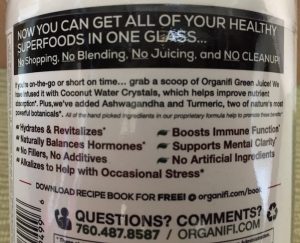 NOW YOU CAN GET ALL OF YOUR HEALTHY
SUPERFOODS IN ONE GLASS...
No Shopping, No Blending, No Juicing, and NO CLEANUP!
If you're on-the-go or short on time... grab a scoop of Organifi Green Juice! We
have infused it with Coconut Water Crystals, which helps improve nutrient
absorption*. Plus, we've added Ashwagandha and Turmeric, two of nature's most
powerful botanicals*. All of the hand picked ingredients in our proprietary formula help to promote these benefits*
Hydrates & Revitalizes*
Naturally Balances Hormones*
No Fillers, No Additives
Alkalizes to Help with Occasional Stress*
Boosts Immune Function*
Supports Mental Clarity*
No Artificial Ingredients
DOWNLOAD RECIPE BOOK FOR FREE! @ ORGANIFI.COM/book
QUESTIONS? COMMENTS?
760.487.8587 / ORGANIFI.COM